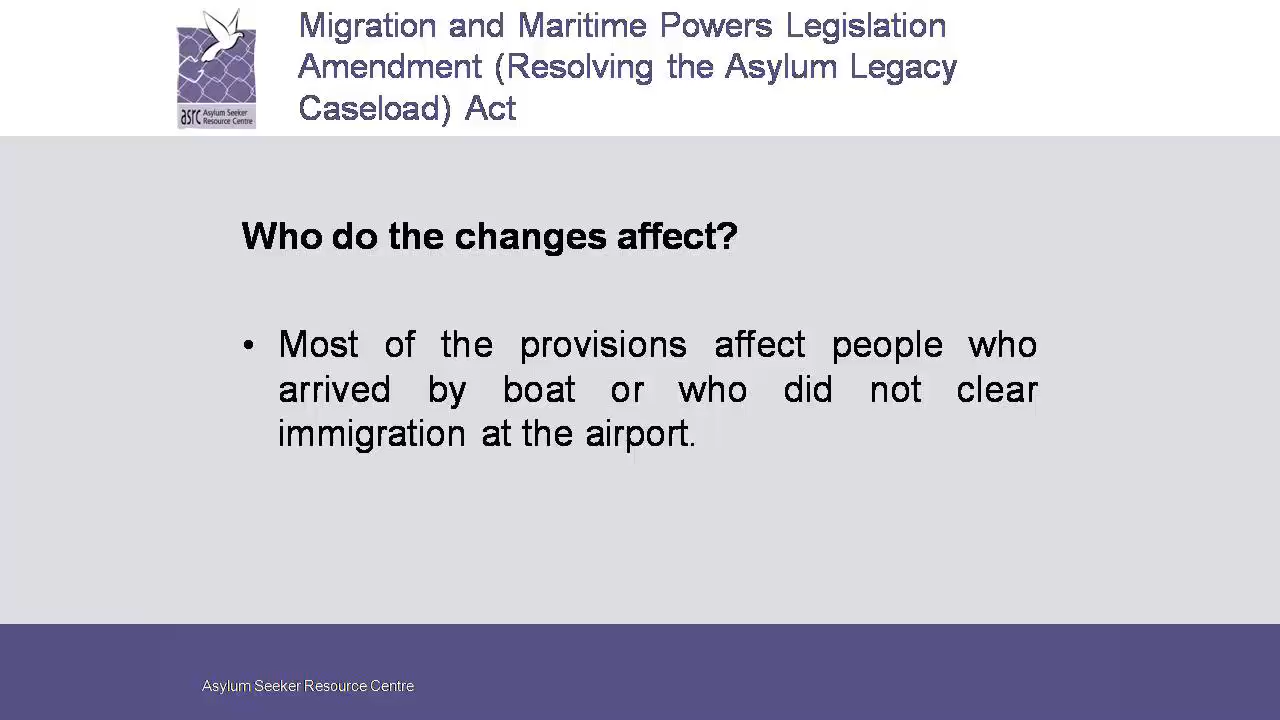 Migration and Maritime Powers Legislation
Amendment (Resolving the Asylum Legacy
Caseload) Act
asrc Asylum Seeker
Resource Centre
Who do the changes affect?
• Most of the provisions affect people who
arrived by boat or who did not clear
immigration at the airport.
Asylum Seeker Resource Centre